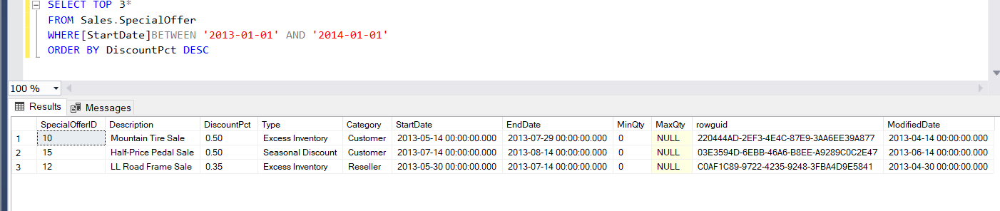 SELECT TOP 3*
FROM Sales.SpecialOffer
WHERE[StartDate]BETWEEN '2013-01-01' AND '2014-01-01'
ORDER BY DiscountPct DESC
100 %
Results Messages
SpecialOfferID Description DiscountPct Type Category StartDate EndDate MinQty MaxQty rowguid ModifiedDate
1 10 Mountain Tire Sale 0.50 Excess Inventory Customer 2013-05-14 00:00:00.000 2013-07-29 00:00:00.000 0 NULL 220444AD-2EF3-4E4C-87E9-3AA6EE39A877 2013-04-14 00:00:00.000
2 15 Half-Price Pedal Sale 0.50 Seasonal Discount Customer 2013-07-14 00:00:00.000 2013-08-14 00:00:00.000 0 NULL 03E3594D-6EBB-46A6-B8EE-A9289C0C2E47 2013-06-14 00:00:00.000
3 12 LL Road Frame Sale 0.35 Excess Inventory Reseller 2013-05-30 00:00:00.000 2013-07-14 00:00:00.000 0 NULL C0AF1C89-9722-4235-9248-3FBA4D9E5841 2013-04-30 00:00:00.000